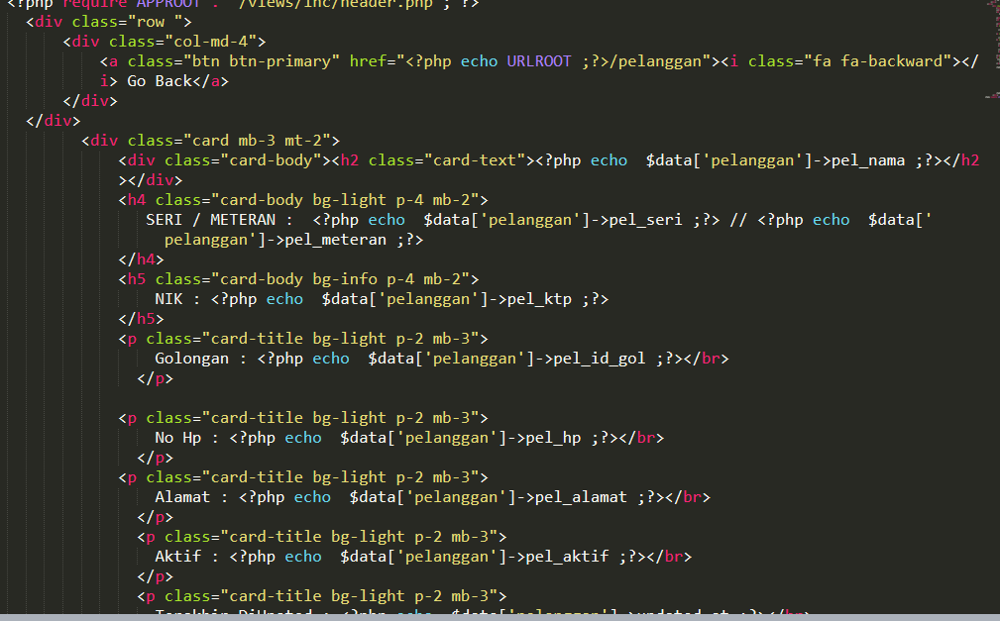 <?php require APPROOT . '/views/inc/header.php'; ?>
<div class="row ">
<div class="col-md-4">
<a class="btn btn-primary" href="<?php echo URLROOT ;?>/pelanggan"><i class="fa fa-backward"></
i> Go Back</a>
</div>
</div>
<div class="card mb-3 mt-2">
<div class="card-body"><h2 class="card-text"><?php echo  $data['pelanggan']->pel_nama ;?></h2
></div>
<h4 class="card-body bg-light p-4 mb-2">
SERI / METERAN :  <?php echo  $data['pelanggan']->pel_seri ;?> // <?php echo  $data['
pelanggan']->pel_meteran ;?>
</h4>
<h5 class="card-body bg-info p-4 mb-2">
NIK : <?php echo  $data['pelanggan']->pel_ktp ;?>
</h5>
<p class="card-title bg-light p-2 mb-3">
Golongan : <?php echo  $data['pelanggan']->pel_id_gol ;?></br>
</p>
<p class="card-title bg-light p-2 mb-3">
No Hp : <?php echo  $data['pelanggan']->pel_hp ;?></br>
</p>
<p class="card-title bg-light p-2 mb-3">
Alamat : <?php echo  $data['pelanggan']->pel_alamat ;?></br>
</p>
<p class="card-title bg-light p-2 mb-3">
Aktif : <?php echo  $data['pelanggan']->pel_aktif ;?></br>
</p>
<p class="card-title bg-light p-2 mb-3">